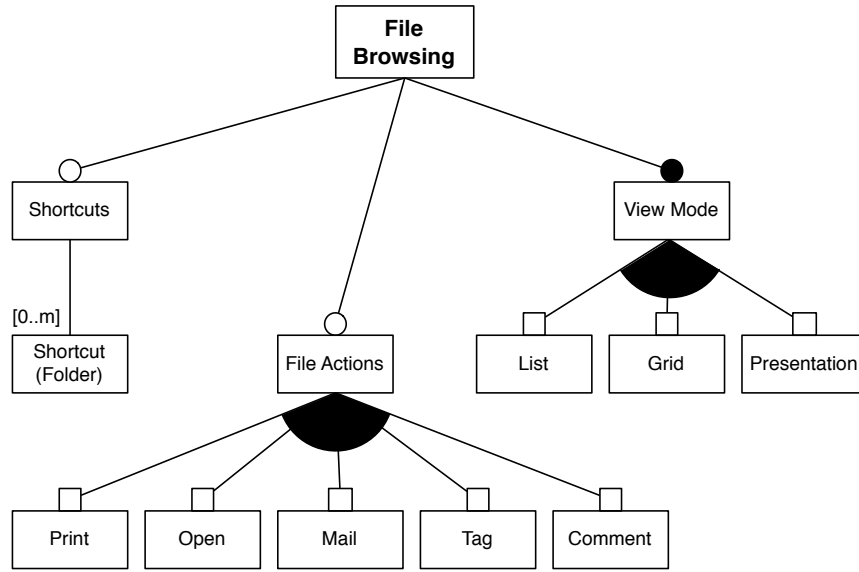 File
Browsing
Shortcuts
View Mode
[0..m]
Shortcut
(Folder)
File Actions
List
Grid
Presentation
Print
Open
Mail
Tag
Comment